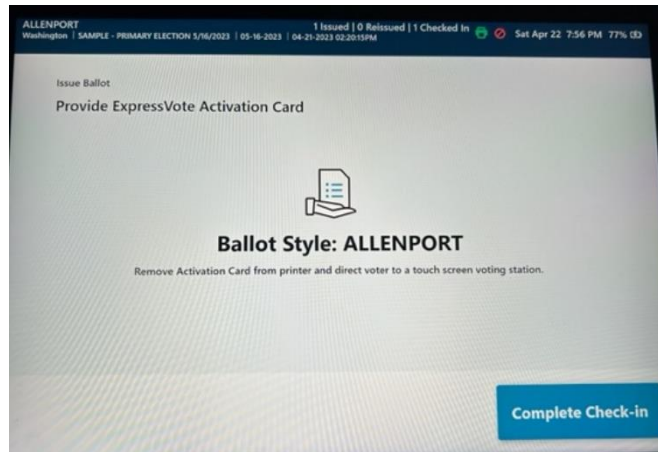 ALLENPORT
1 Issued | 0 Reissued | 1 Checked In
Washington | SAMPLE - PRIMARY ELECTION 5/16/2023 | 05-16-2023 | 04-21-2023 02:20:15PM
Sat Apr 22 7:56 PM 77%
Issue Ballot
Provide ExpressVote Activation Card
Ballot Style: ALLENPORT
Remove Activation Card from printer and direct voter to a touch screen voting station.
Complete Check-in